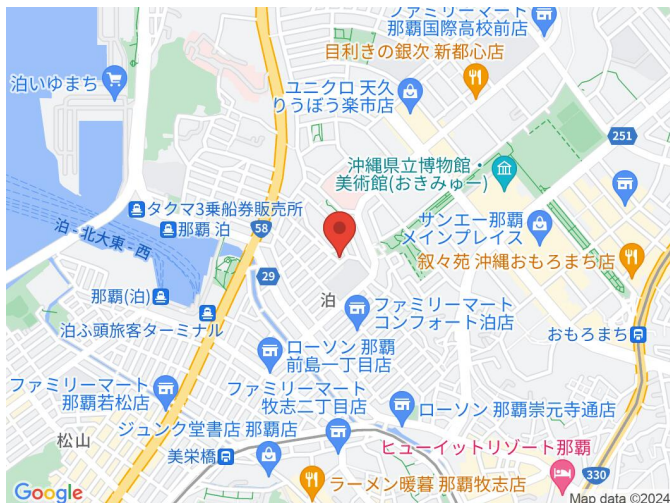 ファミリーマート
那覇国際高校前店
目利きの銀次 新都心店
泊いゆまち
ユニクロ 天久
りうぼう楽市店
251
沖縄県立博物館・
美術館(おきみゅー)
タクマ3乗船券販売所
那覇 泊
58
サンエー那覇
メインプレイス
泊 - 北大東 - 西
叙々苑 沖縄おもろまち店
29
那覇(泊)
泊
ファミリーマート
コンフォート泊店
泊ふ頭旅客ターミナル
おもろまち
ローソン 那覇
前島一丁目店
ファミリーマート
那覇若松店
ファミリーマート
牧志二丁目店
ローソン 那覇崇元寺通店
松山
ジュンク堂書店 那覇店
美栄橋
ヒューイットリゾート那覇
330
ラーメン暖暮 那覇牧志店
Google
Map data ©2024